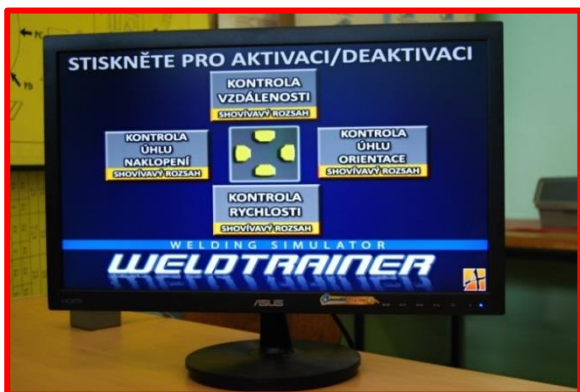 STISKNĚTE PRO AKTIVACI/DEAKTIVACI
KONTROLA
VZDÁLENOSTI
SHOVÍVAVÝ ROZSAH
KONTROLA
ÚHLU
NAKLOPENÍ
SHOVÍVAVÝ ROZSAH
KONTROLA
ÚHLU
ORIENTACE
SHOVÍVAVÝ ROZSAH
KONTROLA
RYCHLOSTI
SHOVÍVAVÝ ROZSAH
WELDING SIMULATOR
WELDTRAINER
HDMI
ASUS